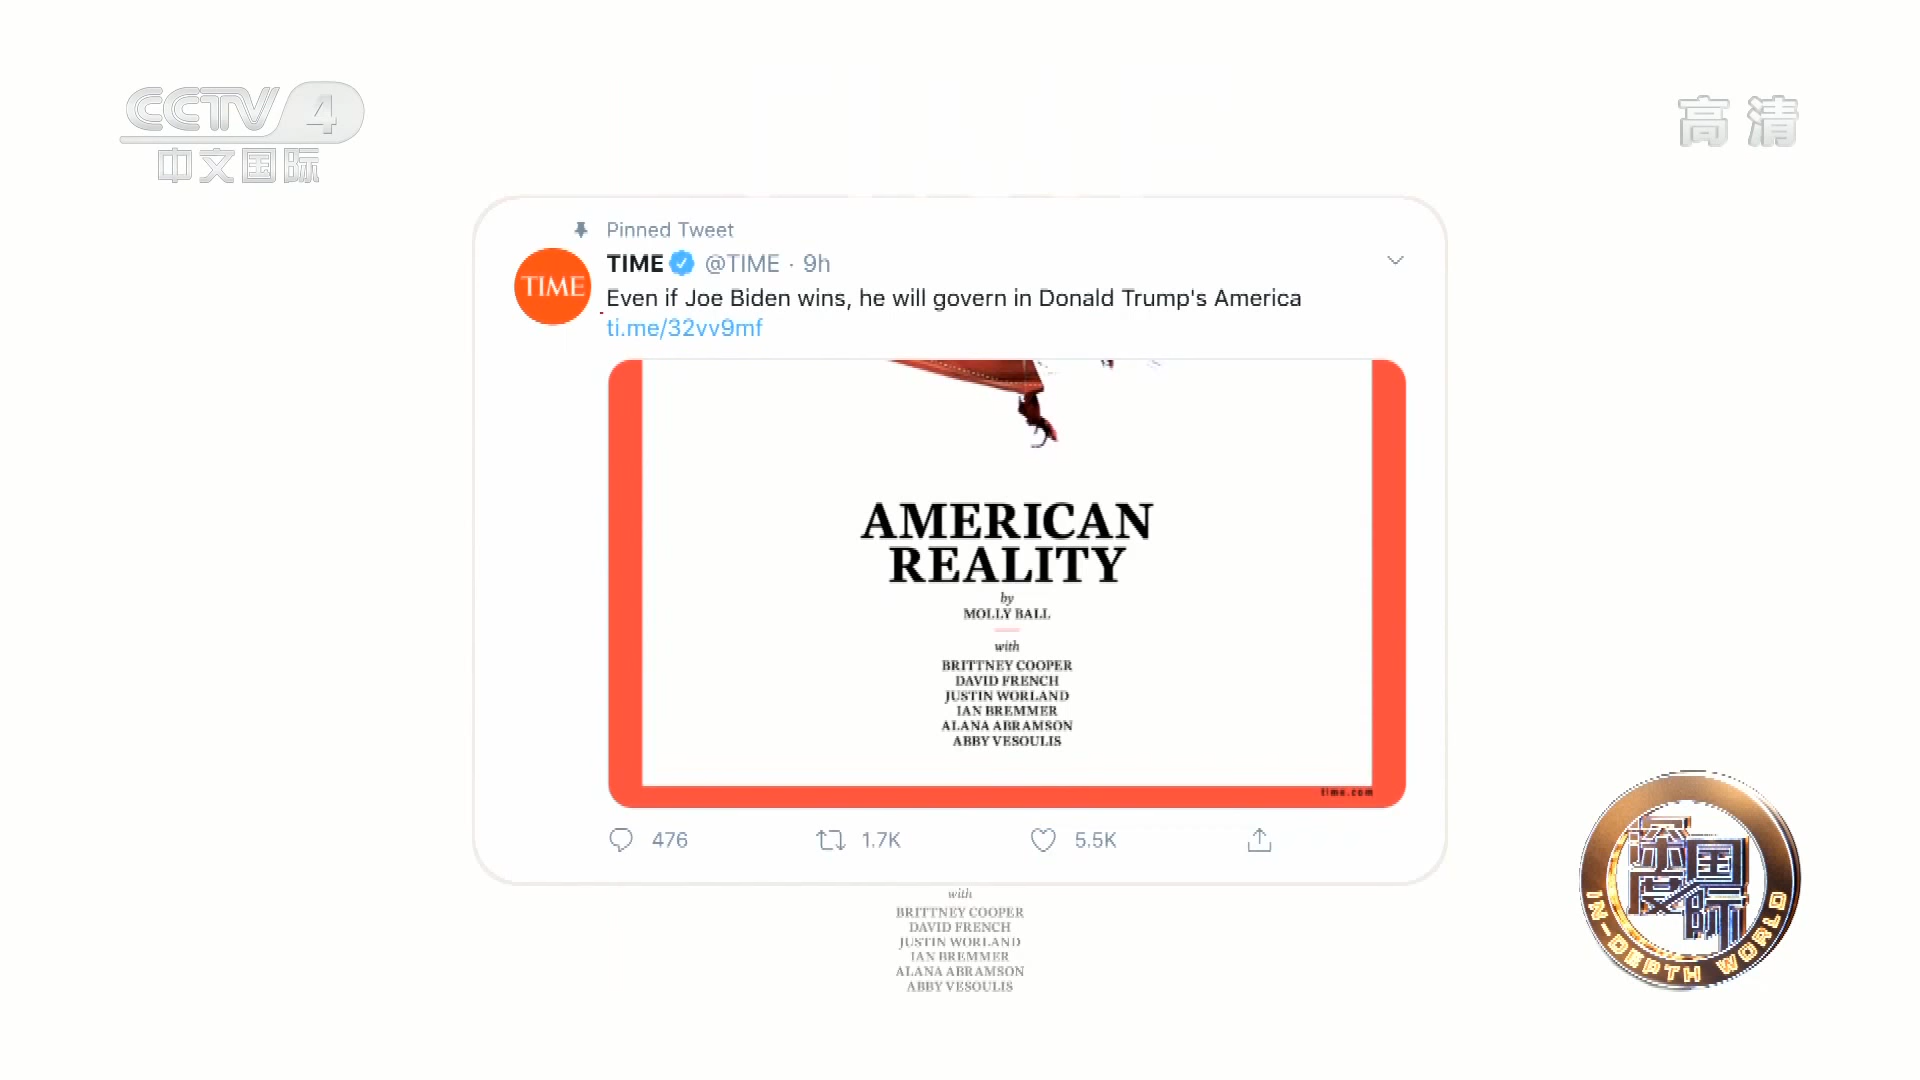 CCTV 4
中文国际
高清
Pinned Tweet
TIME
TIME @TIME · 9h
Even if Joe Biden wins, he will govern in Donald Trump's America
ti.me/32vv9mf
AMERICAN
REALITY
by
MOLLY BALL
with
BRITTNEY COOPER
DAVID FRENCH
JUSTIN WORLAND
IAN BREMMER
ALANA ABRAMSON
ABBY VESOULIS
time.com
476 1.7K 5.5K
with
BRITTNEY COOPER
DAVID FRENCH
JUSTIN WORLAND
IAN BREMMER
ALANA ABRAMSON
ABBY VESOULIS
深度国际
IN-DEPTH WORLD